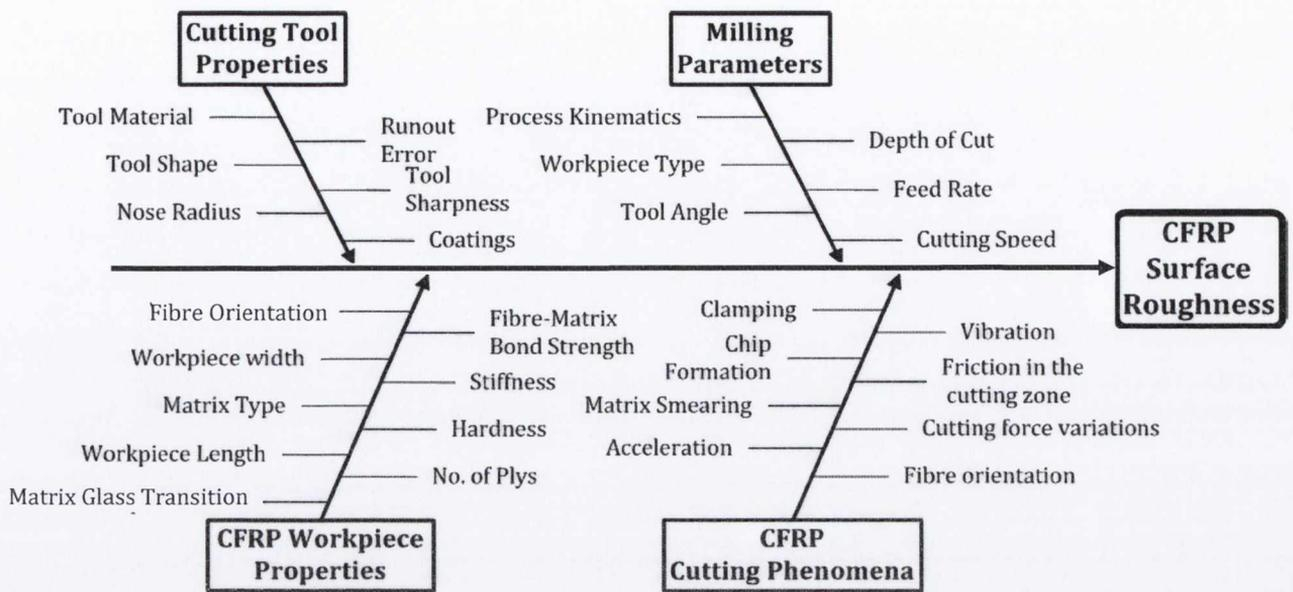 Cutting Tool
Properties
Milling
Parameters
Tool Material
Runout
Error
Tool Shape
Tool
Sharpness
Nose Radius
Coatings
Process Kinematics
Depth of Cut
Workpiece Type
Feed Rate
Tool Angle
Cutting Speed
CFRP
Surface
Roughness
Fibre Orientation
Fibre-Matrix
Bond Strength
Workpiece width
Stiffness
Matrix Type
Hardness
Workpiece Length
No. of Plys
Matrix Glass Transition
Clamping
Vibration
Chip
Formation
Friction in the
cutting zone
Matrix Smearing
Cutting force variations
Acceleration
Fibre orientation
CFRP Workpiece
Properties
CFRP
Cutting Phenomena